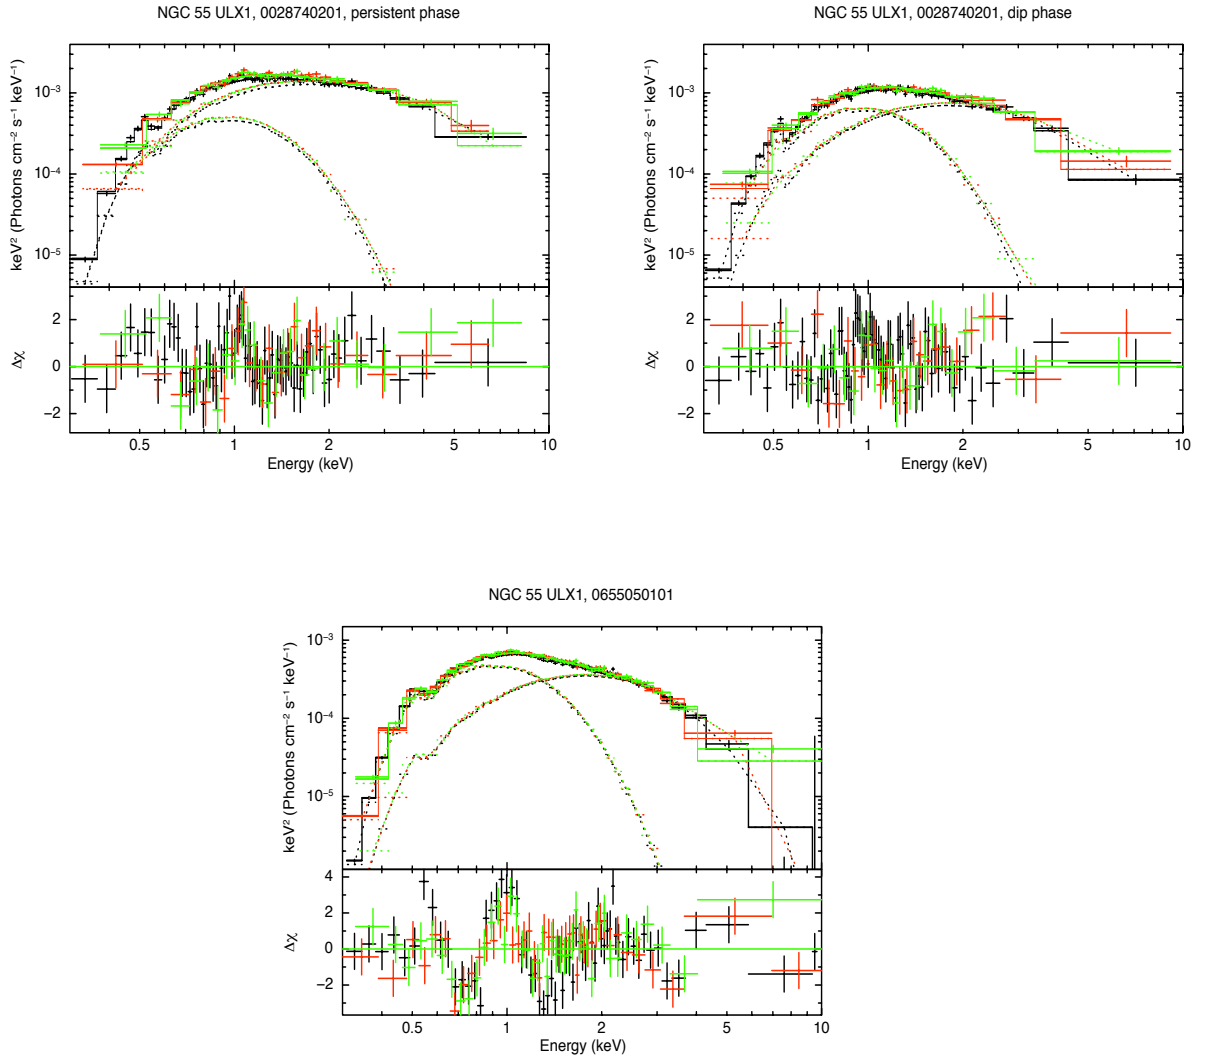 NGC 55 ULX1, 0028740201, persistent phase
keV² (Photons cm⁻² s⁻¹ keV⁻¹)
10⁻³
10⁻⁴
10⁻⁵
Δχ
2
0
−2
0.5
1
2
5
10
Energy (keV)
NGC 55 ULX1, 0028740201, dip phase
keV² (Photons cm⁻² s⁻¹ keV⁻¹)
10⁻³
10⁻⁴
10⁻⁵
Δχ
2
0
−2
0.5
1
2
5
10
Energy (keV)
NGC 55 ULX1, 0655050101
keV² (Photons cm⁻² s⁻¹ keV⁻¹)
10⁻³
10⁻⁴
10⁻⁵
Δχ
4
2
0
−2
0.5
1
2
5
10
Energy (keV)